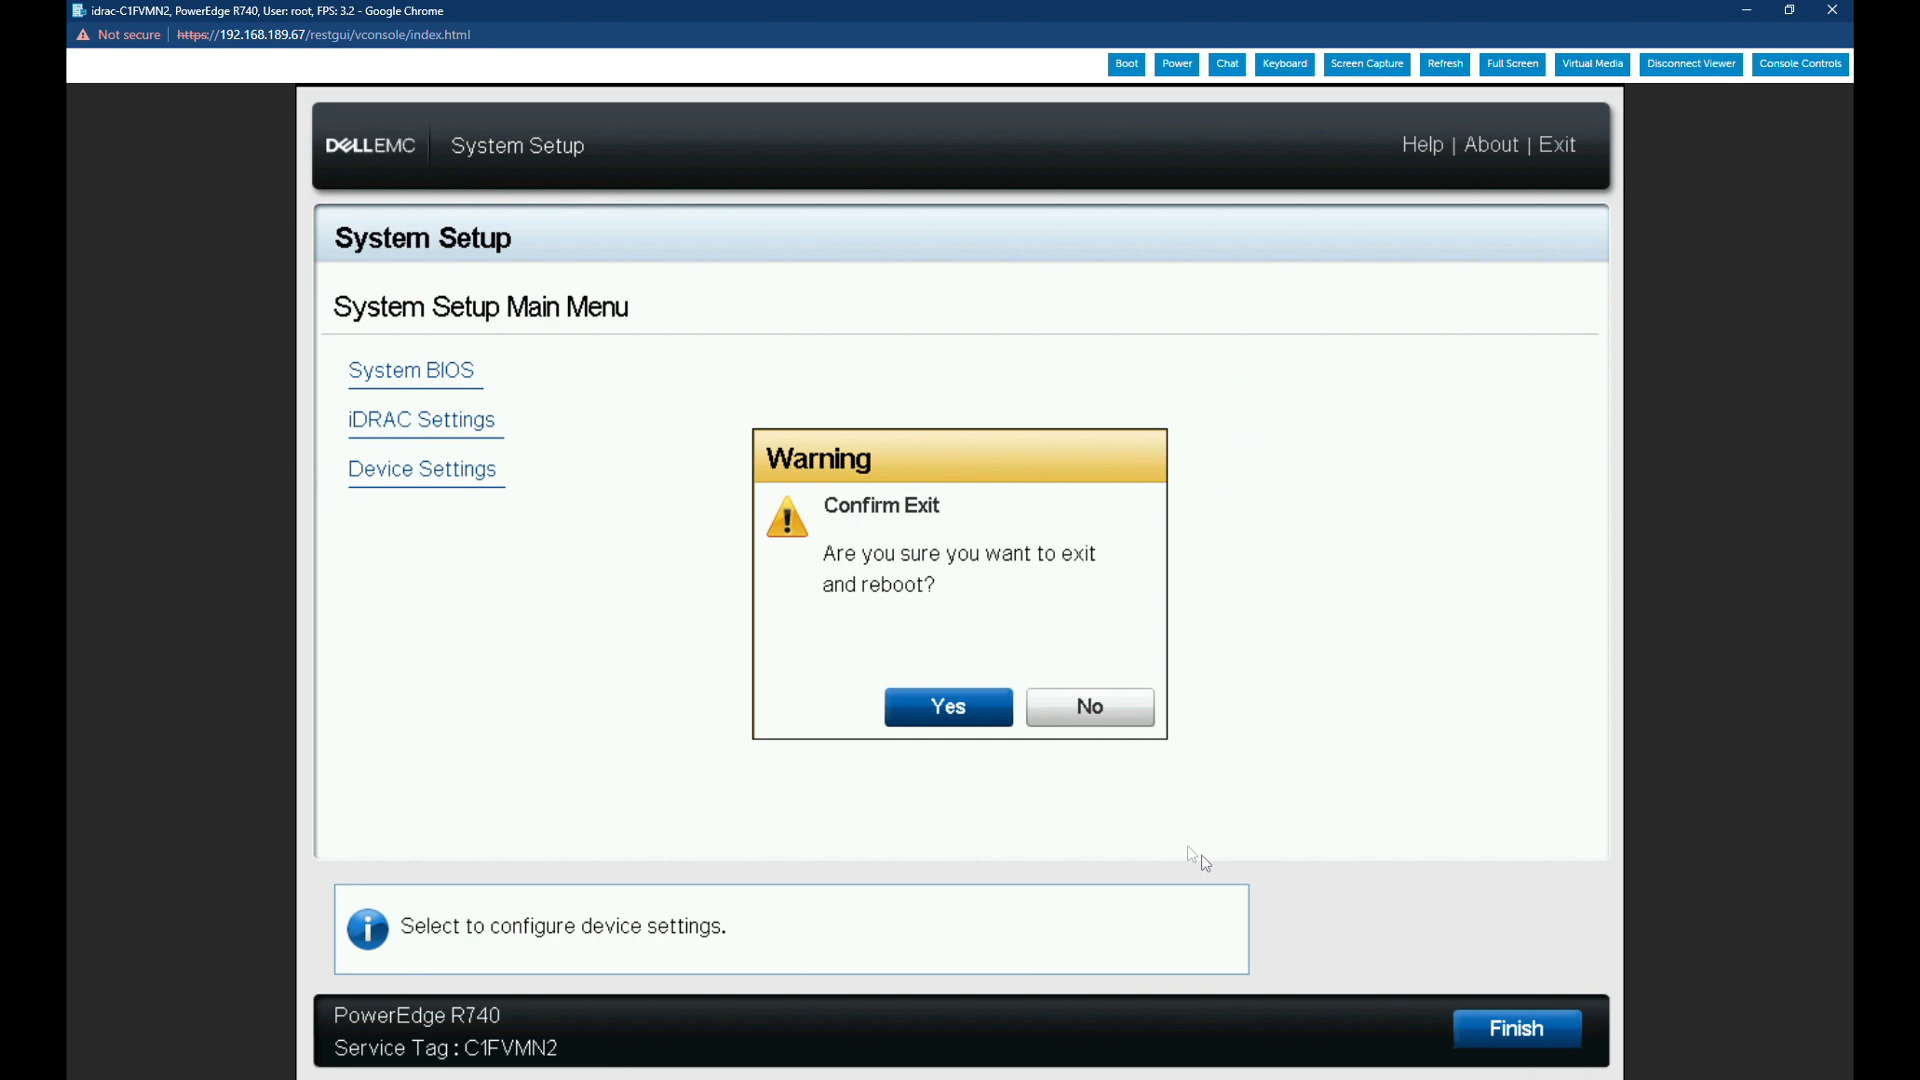 idrac-C1FVMN2, PowerEdge R740, User: root, FPS: 3.2 - Google Chrome
Not secure | https://192.168.189.67/restgui/vconsole/index.html
Boot Power Chat Keyboard Screen Capture Refresh Full Screen Virtual Media Disconnect Viewer Console Controls
DELLEMC System Setup Help | About | Exit
System Setup
System Setup Main Menu
System BIOS
iDRAC Settings
Device Settings
Warning
Confirm Exit
Are you sure you want to exit
and reboot?
Yes No
Select to configure device settings.
PowerEdge R740
Service Tag : C1FVMN2
Finish